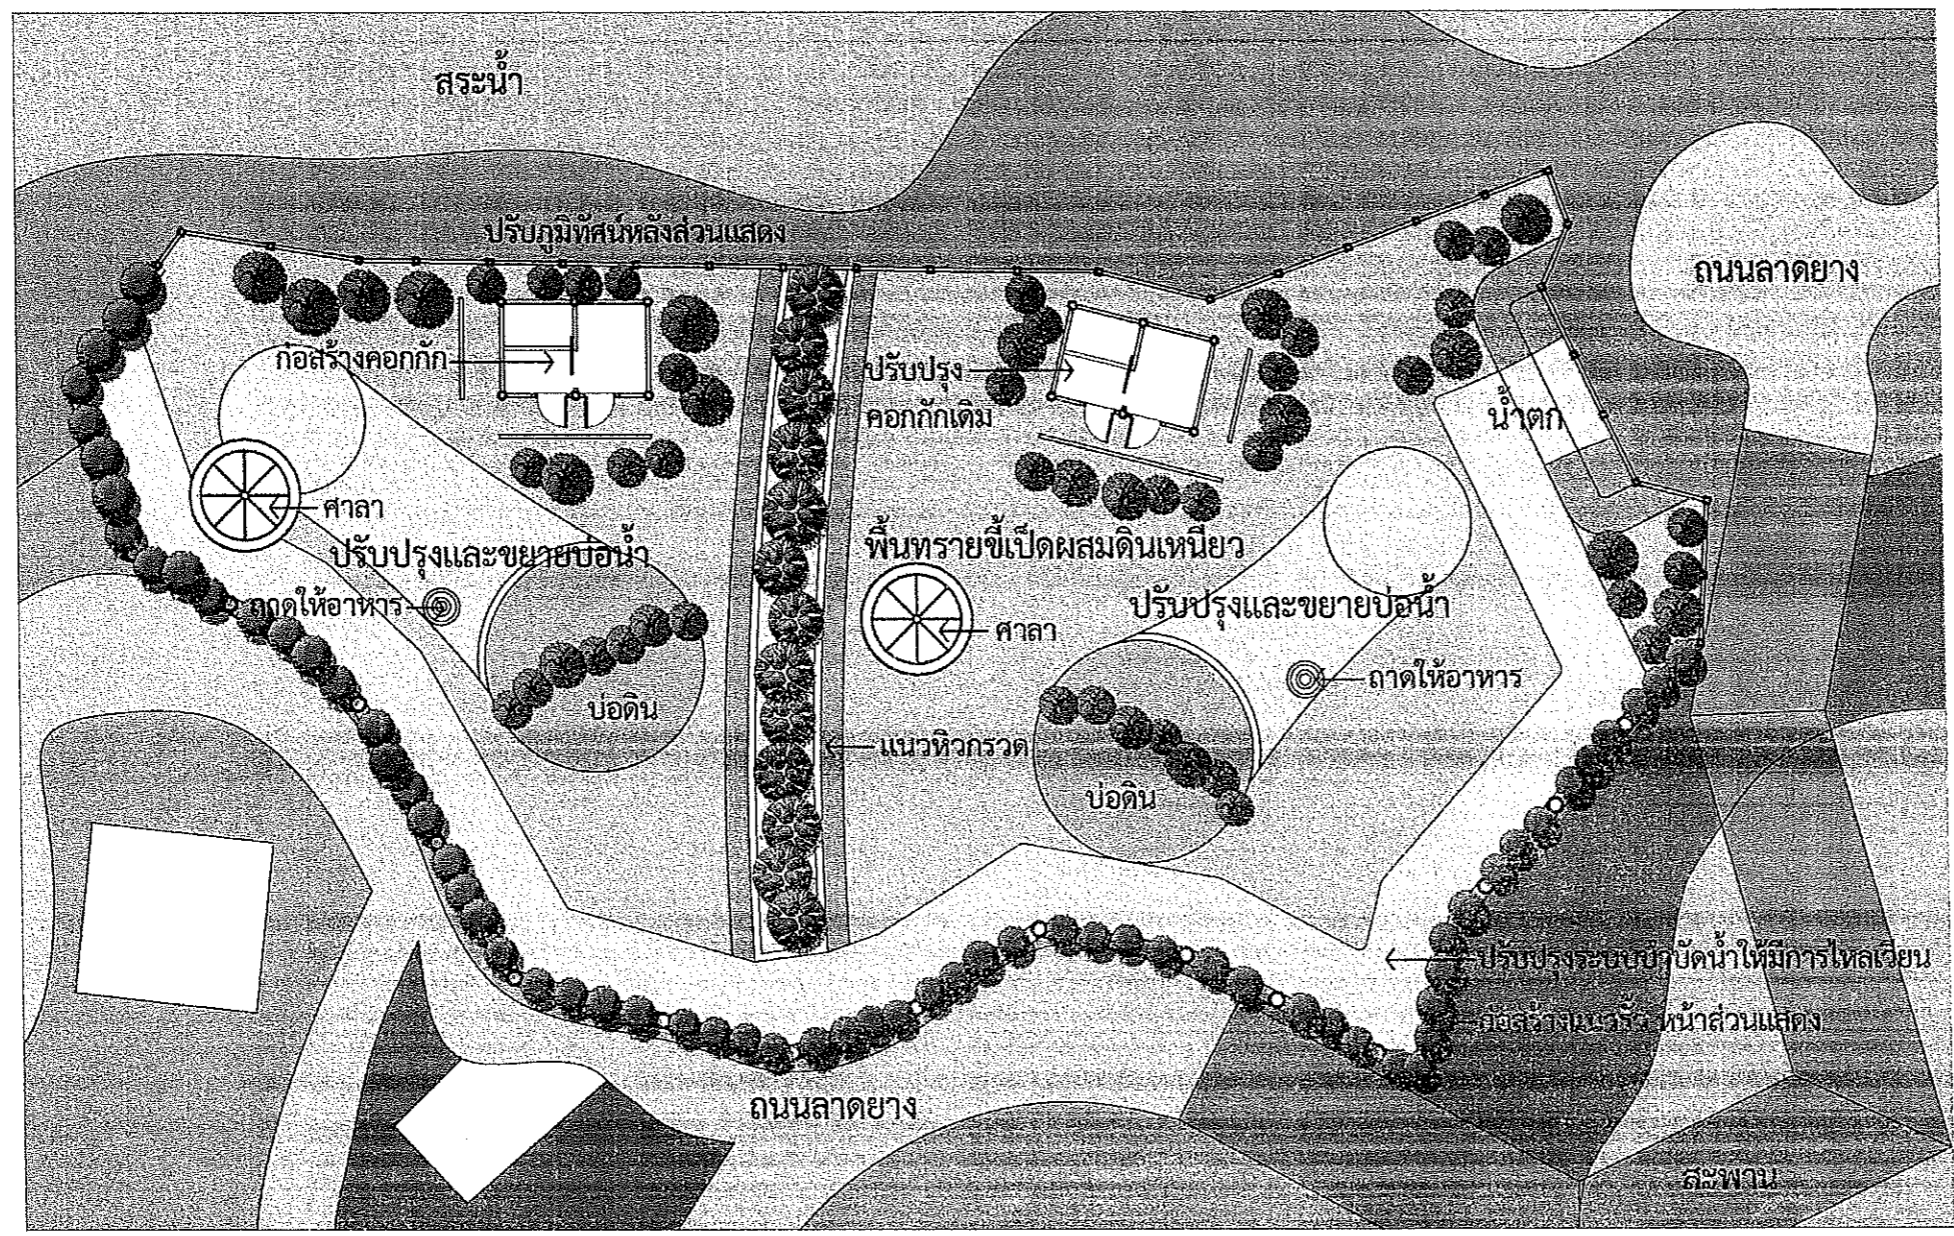 สระน้ำ
ปรับภูมิทัศน์หลังส่วนแสดง
ถนนลาดยาง
ก่อสร้างคอกกัก
ปรับปรุง
คอกกักเดิม
น้ำตก
ศาลา
ปรับปรุงและขยายบ่อน้ำ
พื้นทรายขี้เป็ดผสมดินเหนียว
ถาดให้อาหาร
ปรับปรุงและขยายบ่อน้ำ
ศาลา
ถาดให้อาหาร
บ่อดิน
แนวหิวกรวด
บ่อดิน
ปรับปรุงระบบบำบัดน้ำให้มีการไหลเวียน
ก่อสร้างแนวรั้ว หน้าส่วนแสดง
ถนนลาดยาง
สะพาน